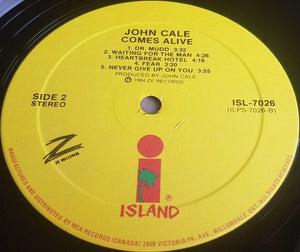 JOHN CALE
COMES ALIVE
1. DR. MUDD 3:32
2. WAITING FOR THE MAN 4:26
3. HEARTBREAK HOTEL 4:16
4. FEAR 3:20
5. NEVER GIVE UP ON YOU 3:55
PRODUCED BY JOHN CALE
℗ 1984 ZE RECORDS
SIDE 2
STEREO
ISL-7026
(ILPS-7026-B)
Z
ZE RECORDS
®
ISLAND
MANUFACTURED AND DISTRIBUTED BY MCA RECORDS (CANADA) 2450 VICTORIA PK. AVE., WILLOWDALE, ONT.